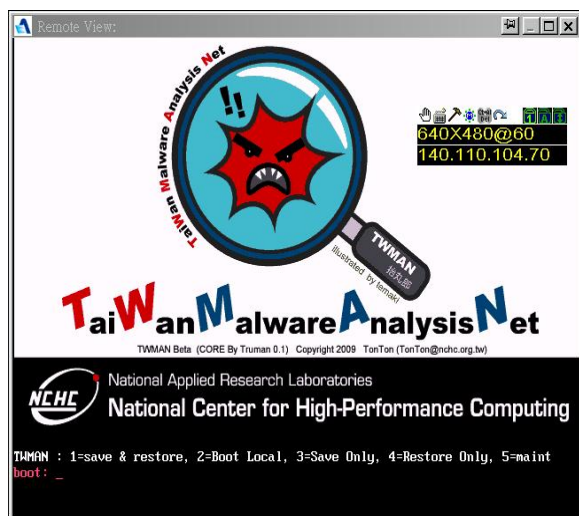 Remote View:
640X480@60
140.110.104.70
TaiWan Malware Analysis Net
!!
TWMAN
illustrated by lemaki
TaiWanMalwareAnalysisNet
TWMAN Beta (CORE By Truman 0.1) Copyright 2009 TonTon (TonTon@nchc.org.tw)
NCHC
National Applied Research Laboratories
National Center for High-Performance Computing
TWMAN : 1=save & restore, 2=Boot Local, 3=Save Only, 4=Restore Only, 5=maint
boot: _